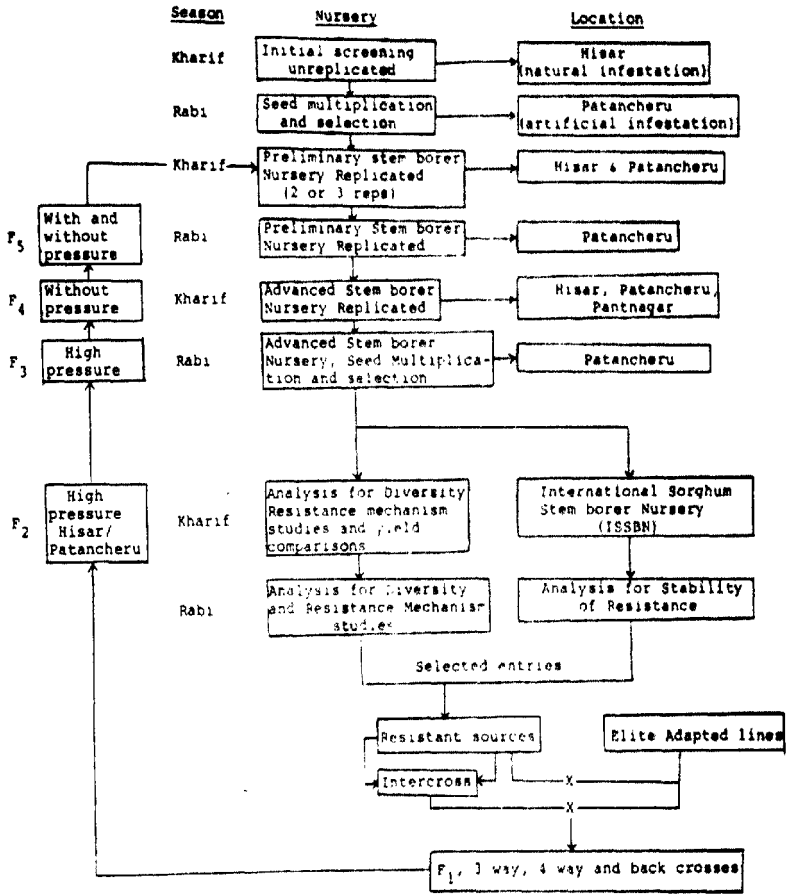 Season Nursery Location
Kharif
Initial screening
unreplicated
Hisar
(natural infestation)
Rabi
Seed multiplication
and selection
Patancheru
(artificial infestation)
Kharif
Preliminary stem borer
Nursery Replicated
(2 or 3 reps)
Hisar & Patancheru
F5
With and
without
pressure
Rabi
Preliminary Stem borer
Nursery Replicated
Patancheru
F4
Without
pressure
Kharif
Advanced Stem borer
Nursery Replicated
Hisar, Patancheru,
Pantnagar
F3
High
pressure
Rabi
Advanced Stem borer
Nursery, Seed Multiplica-
tion and selection
Patancheru
F2
High
pressure
Hisar/
Patancheru
Kharif
Analysis for Diversity
Resistance mechanism
studies and yield
comparisons
International Sorghum
Stem borer Nursery
(ISSBN)
Rabi
Analysis for Diversity
and Resistance Mechanism
studies
Analysis for Stability
of Resistance
Selected entries
Resistant sources
Elite Adapted lines
Intercross
X
X
F1, 3 way, 4 way and back crosses